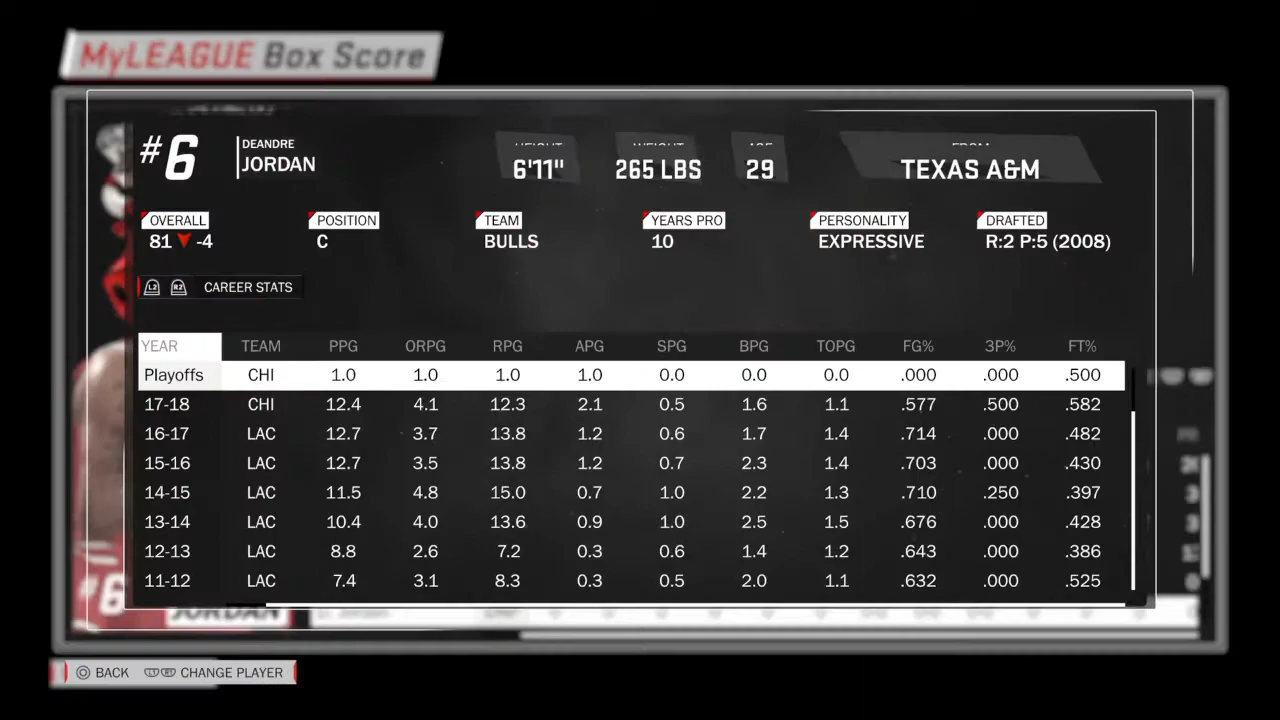 MyLEAGUE Box Score
#6 DEANDRE JORDAN
HEIGHT WEIGHT AGE FROM
6'11" 265 LBS 29 TEXAS A&M
OVERALL POSITION TEAM YEARS PRO PERSONALITY DRAFTED
81 -4 C BULLS 10 EXPRESSIVE R:2 P:5 (2008)
L2 R2 CAREER STATS
YEAR TEAM PPG ORPG RPG APG SPG BPG TOPG FG% 3P% FT%
Playoffs CHI 1.0 1.0 1.0 1.0 0.0 0.0 0.0 .000 .000 .500
17-18 CHI 12.4 4.1 12.3 2.1 0.5 1.6 1.1 .577 .500 .582
16-17 LAC 12.7 3.7 13.8 1.2 0.6 1.7 1.4 .714 .000 .482
15-16 LAC 12.7 3.5 13.8 1.2 0.7 2.3 1.4 .703 .000 .430
14-15 LAC 11.5 4.8 15.0 0.7 1.0 2.2 1.3 .710 .250 .397
13-14 LAC 10.4 4.0 13.6 0.9 1.0 2.5 1.5 .676 .000 .428
12-13 LAC 8.8 2.6 7.2 0.3 0.6 1.4 1.2 .643 .000 .386
11-12 LAC 7.4 3.1 8.3 0.3 0.5 2.0 1.1 .632 .000 .525
#6 JORDAN
BACK L1 R1 CHANGE PLAYER